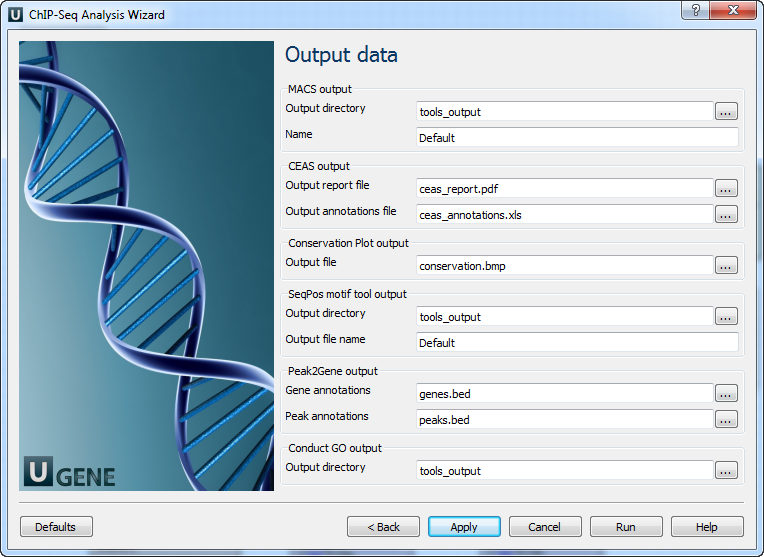 U ChIP-Seq Analysis Wizard
?
Output data
MACS output
Output directory tools_output ...
Name Default
CEAS output
Output report file ceas_report.pdf ...
Output annotations file ceas_annotations.xls ...
Conservation Plot output
Output file conservation.bmp ...
SeqPos motif tool output
Output directory tools_output ...
Output file name Default
Peak2Gene output
Gene annotations genes.bed ...
Peak annotations peaks.bed ...
Conduct GO output
Output directory tools_output ...
U GENE
Defaults < Back Apply Cancel Run Help